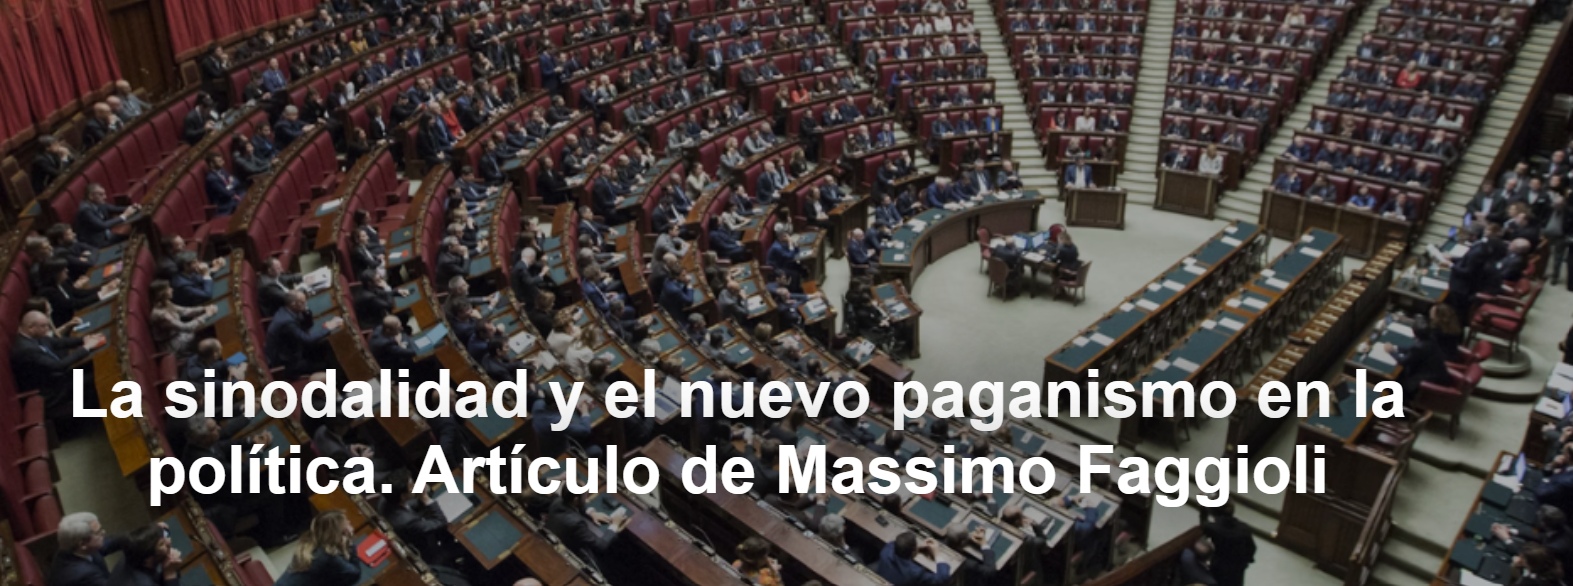 La sinodalidad y el nuevo paganismo en la
política. Artículo de Massimo Faggioli